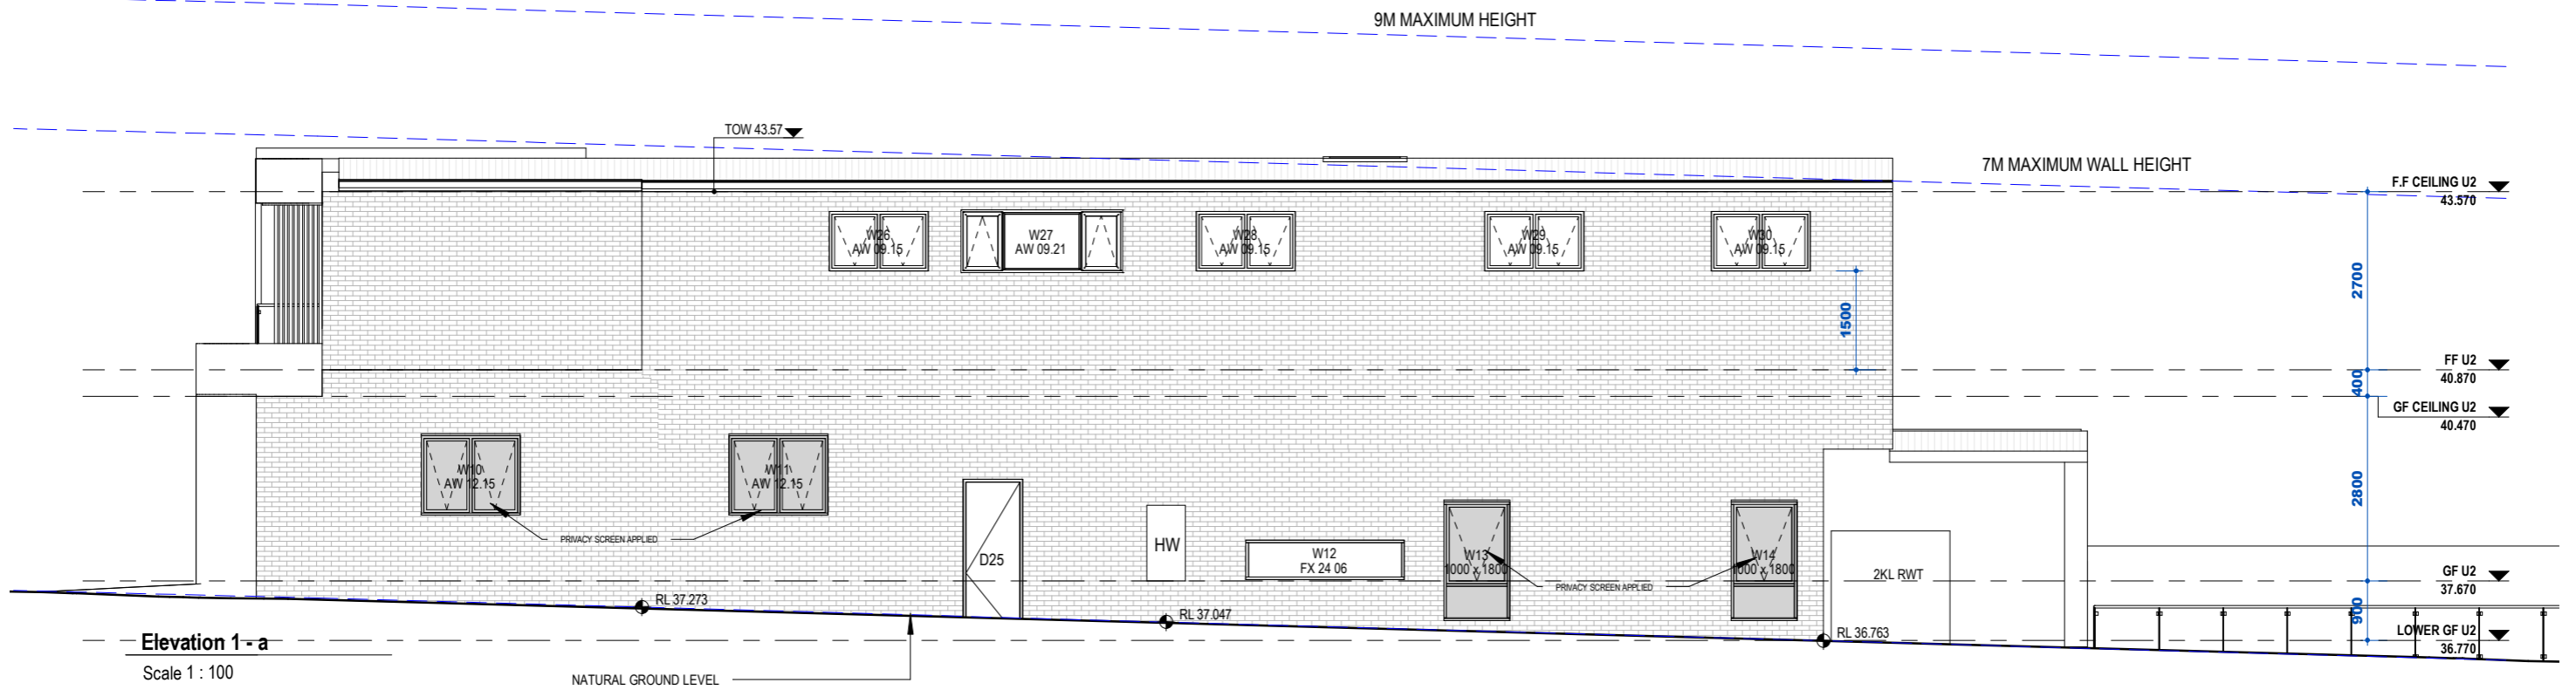 9M MAXIMUM HEIGHT
TOW 43.57
7M MAXIMUM WALL HEIGHT
F.F CEILING U2
43.570
W26
AW 09.15
W27
AW 09.21
W28
AW 09.15
W29
AW 09.15
W30
AW 09.15
2700
1500
FF U2
40.870
400
GF CEILING U2
40.470
W10
AW 12.15
W11
AW 12.15
2800
PRIVACY SCREEN APPLIED
HW
D25
W12
FX 24 06
W13
1000 x 1800
W14
1000 x 1800
PRIVACY SCREEN APPLIED
2KL RWT
GF U2
37.670
RL 37.273
RL 37.047
RL 36.763
900
LOWER GF U2
36.770
Elevation 1 - a
Scale 1 : 100
NATURAL GROUND LEVEL